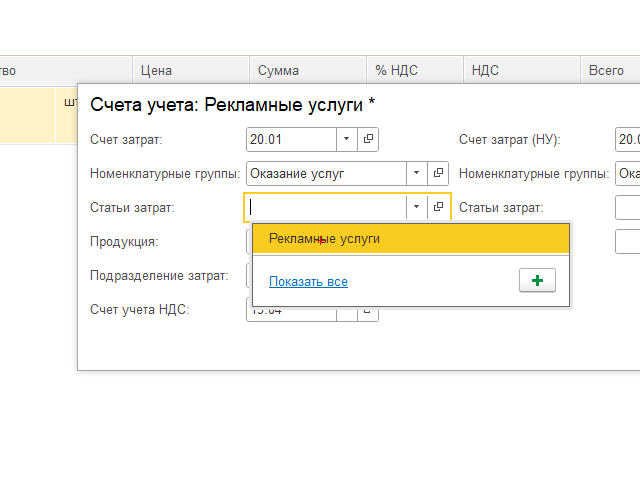 тво Цена Сумма % НДС НДС Всего
шт
Счета учета: Рекламные услуги *
Счет затрат: 20.01 Счет затрат (НУ): 20.0
Номенклатурные группы: Оказание услуг Номенклатурные группы: Ока
Статьи затрат: Статьи затрат:
Рекламные услуги
Продукция:
Подразделение затрат:
Показать все
Счет учета НДС: 19.04